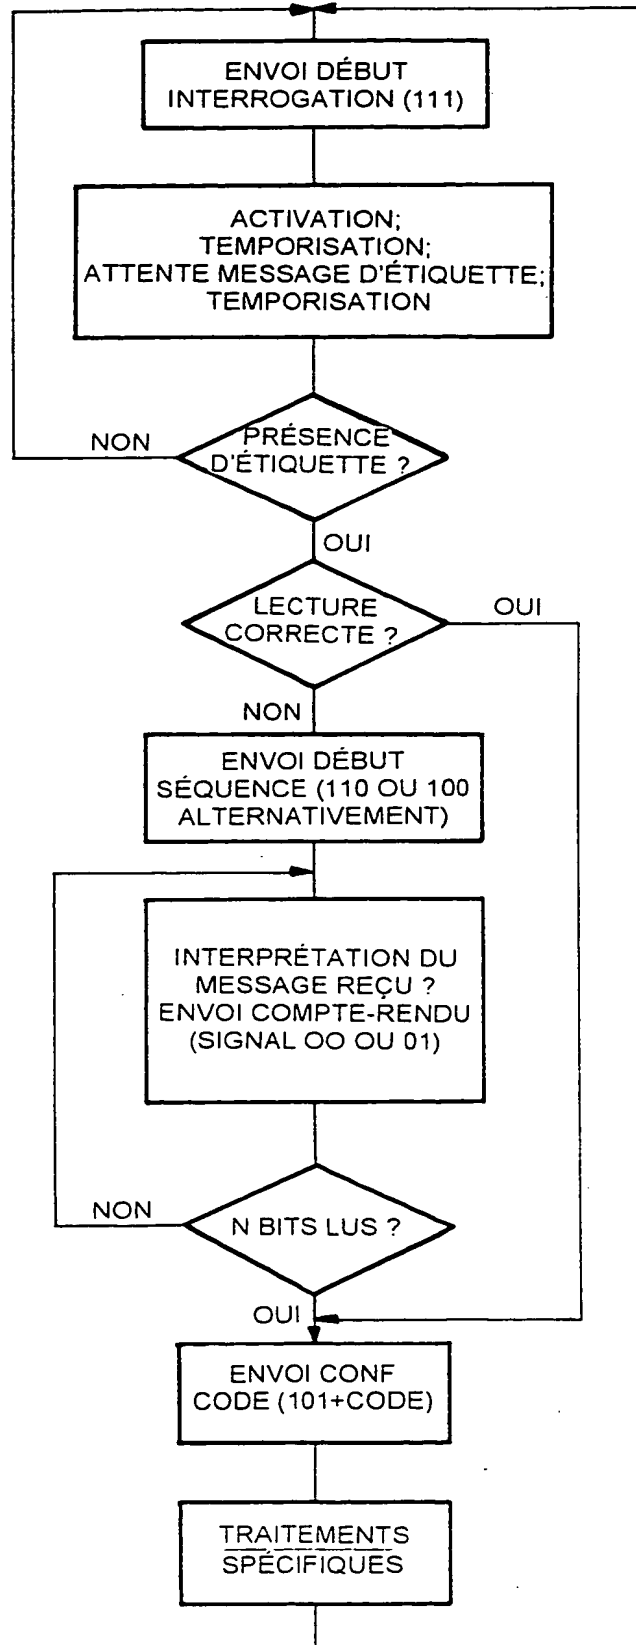 ENVOI DÉBUT
INTERROGATION (111)
ACTIVATION;
TEMPORISATION;
ATTENTE MESSAGE D'ÉTIQUETTE;
TEMPORISATION
NON
PRÉSENCE
D'ÉTIQUETTE ?
OUI
LECTURE
CORRECTE ?
OUI
NON
ENVOI DÉBUT
SÉQUENCE (110 OU 100
ALTERNATIVEMENT)
INTERPRÉTATION DU
MESSAGE REÇU ?
ENVOI COMPTE-RENDU
(SIGNAL OO OU 01)
NON
N BITS LUS ?
OUI
ENVOI CONF
CODE (101+CODE)
TRAITEMENTS
SPÉCIFIQUES